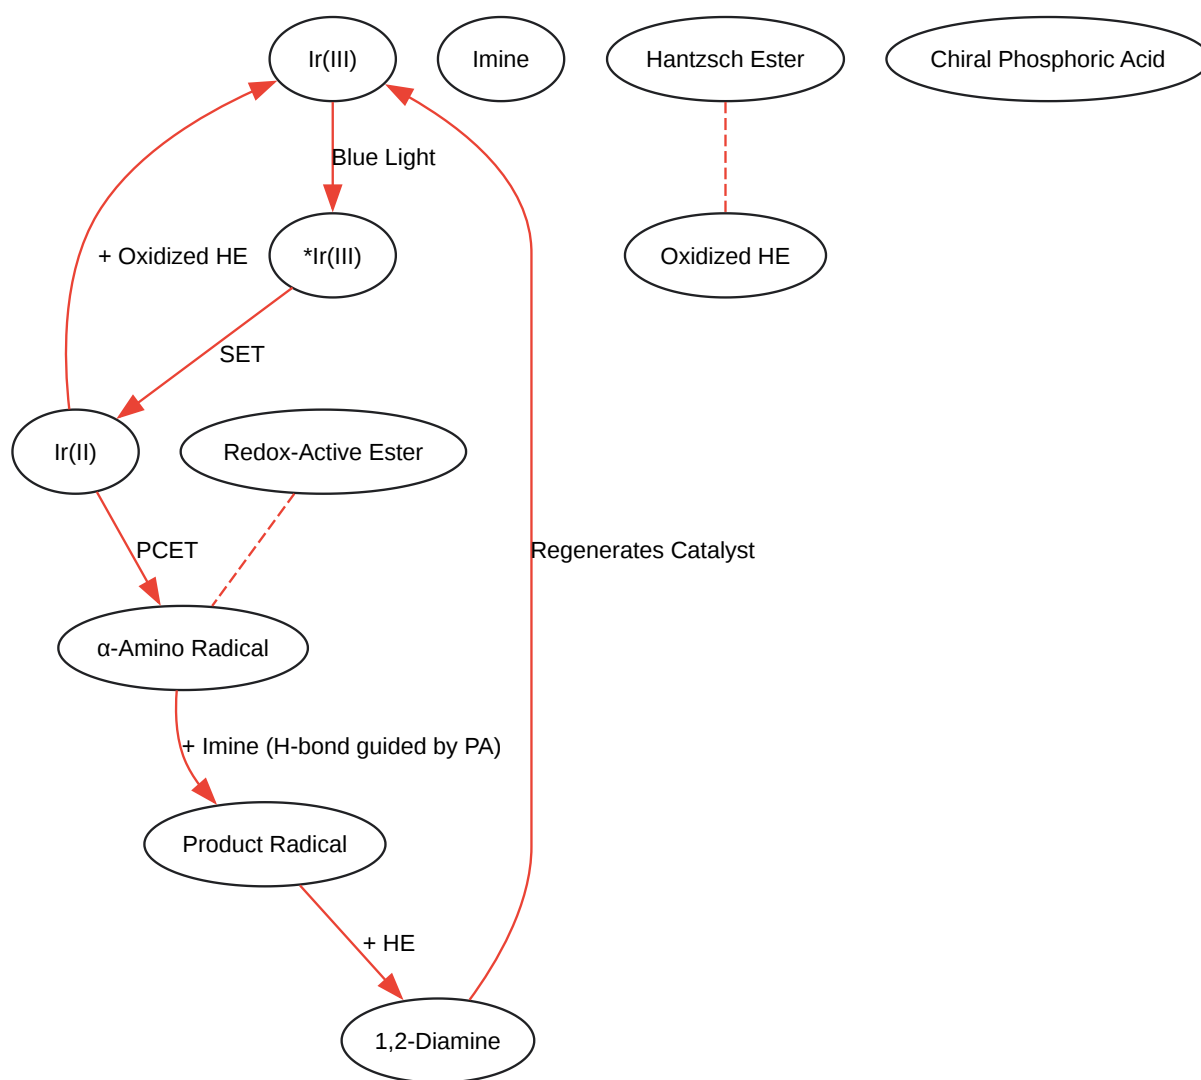 Ir(III)
Imine
Hantzsch Ester
Chiral Phosphoric Acid
Blue Light
+ Oxidized HE
*Ir(III)
Oxidized HE
SET
Ir(II)
Redox-Active Ester
PCET
Regenerates Catalyst
α-Amino Radical
+ Imine (H-bond guided by PA)
Product Radical
+ HE
1,2-Diamine